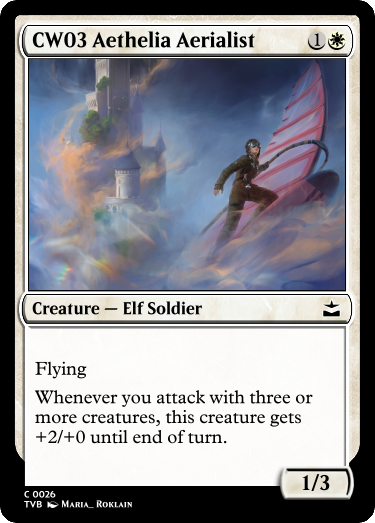 CW03 Aethelia Aerialist 1
Creature — Elf Soldier
Flying
Whenever you attack with three or
more creatures, this creature gets
+2/+0 until end of turn.
1/3
C 0026
TVB Maria_ Roklain